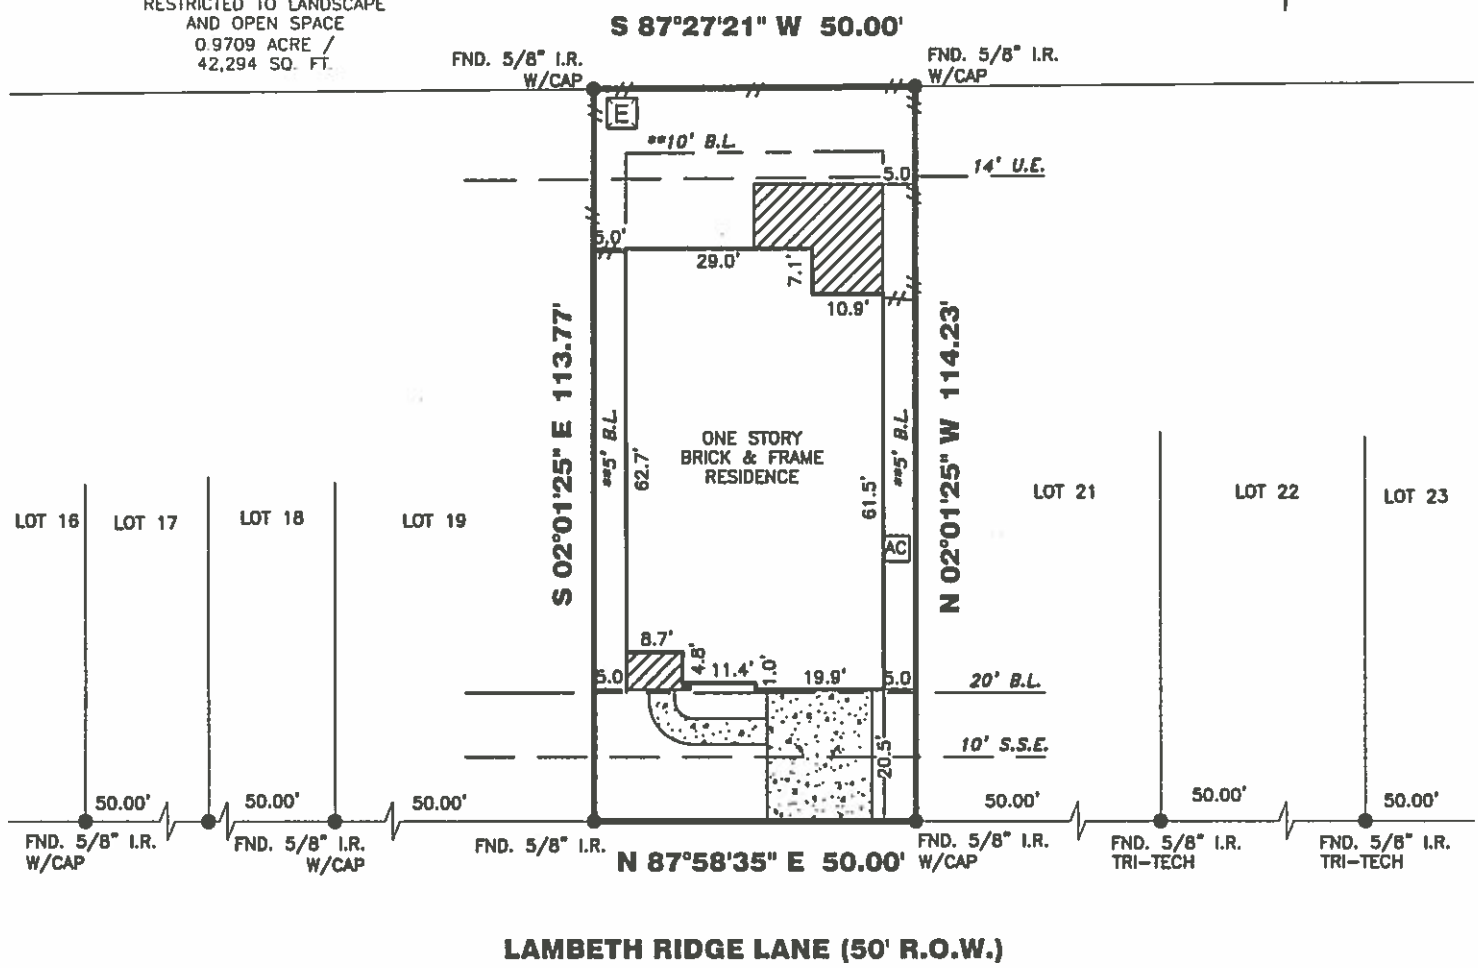 RESTRICTED TO LANDSCAPE
AND OPEN SPACE
0.9709 ACRE /
42,294 SQ. FT.
S 87°27'21" W 50.00'
FND. 5/8" I.R.
W/CAP
FND. 5/8" I.R.
W/CAP
E
**10' B.L.
14' U.E.
5.0
5.0'
29.0'
7.1'
10.9'
S 02°01'25" E 113.77'
N 02°01'25" W 114.23'
**5' B.L.
62.7'
ONE STORY
BRICK & FRAME
RESIDENCE
61.5'
**5' B.L.
AC
LOT 16
LOT 17
LOT 18
LOT 19
LOT 21
LOT 22
LOT 23
8.7'
4.8'
11.4'
1.0'
19.9'
5.0
5.0
20' B.L.
20.5'
10' S.S.E.
50.00'
50.00'
50.00'
50.00'
50.00'
50.00'
FND. 5/8" I.R.
W/CAP
FND. 5/8" I.R.
W/CAP
FND. 5/8" I.R.
N 87°58'35" E 50.00'
FND. 5/8" I.R.
W/CAP
FND. 5/8" I.R.
TRI-TECH
FND. 5/8" I.R.
TRI-TECH
LAMBETH RIDGE LANE (50' R.O.W.)